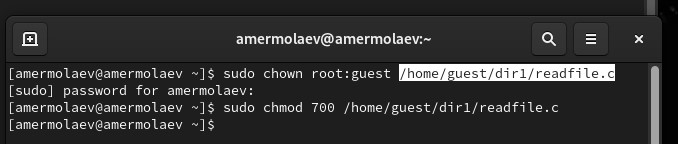 amermolaev@amermolaev:~
[amermolaev@amermolaev ~]$ sudo chown root:guest /home/guest/dir1/readfile.c
[sudo] password for amermolaev:
[amermolaev@amermolaev ~]$ sudo chmod 700 /home/guest/dir1/readfile.c
[amermolaev@amermolaev ~]$